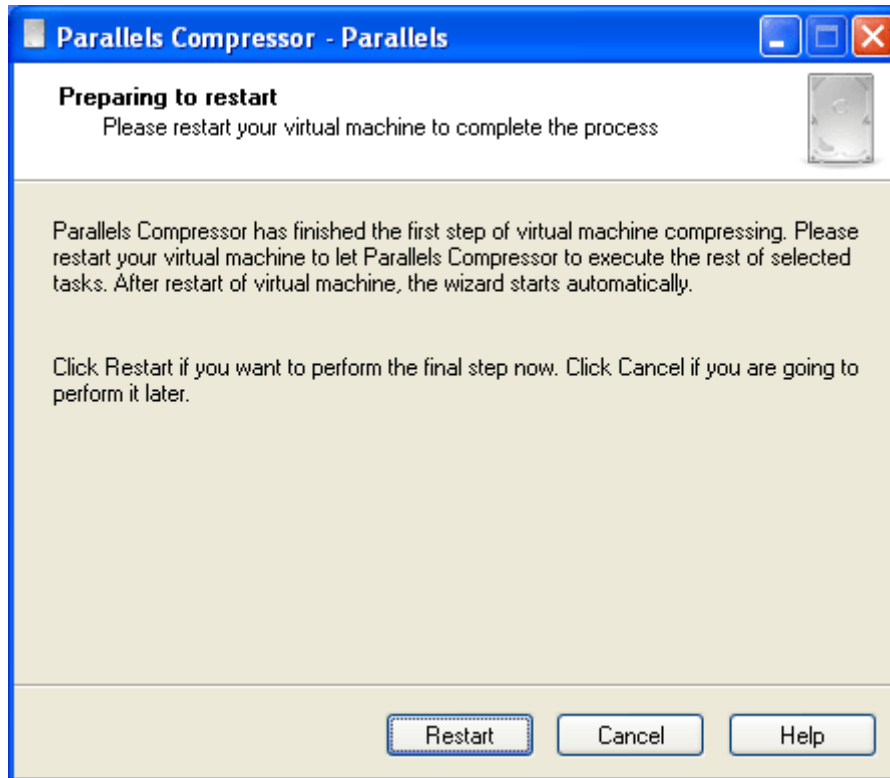 Parallels Compressor - Parallels
Preparing to restart
Please restart your virtual machine to complete the process
Parallels Compressor has finished the first step of virtual machine compressing. Please
restart your virtual machine to let Parallels Compressor to execute the rest of selected
tasks. After restart of virtual machine, the wizard starts automatically.
Click Restart if you want to perform the final step now. Click Cancel if you are going to
perform it later.
Restart Cancel Help